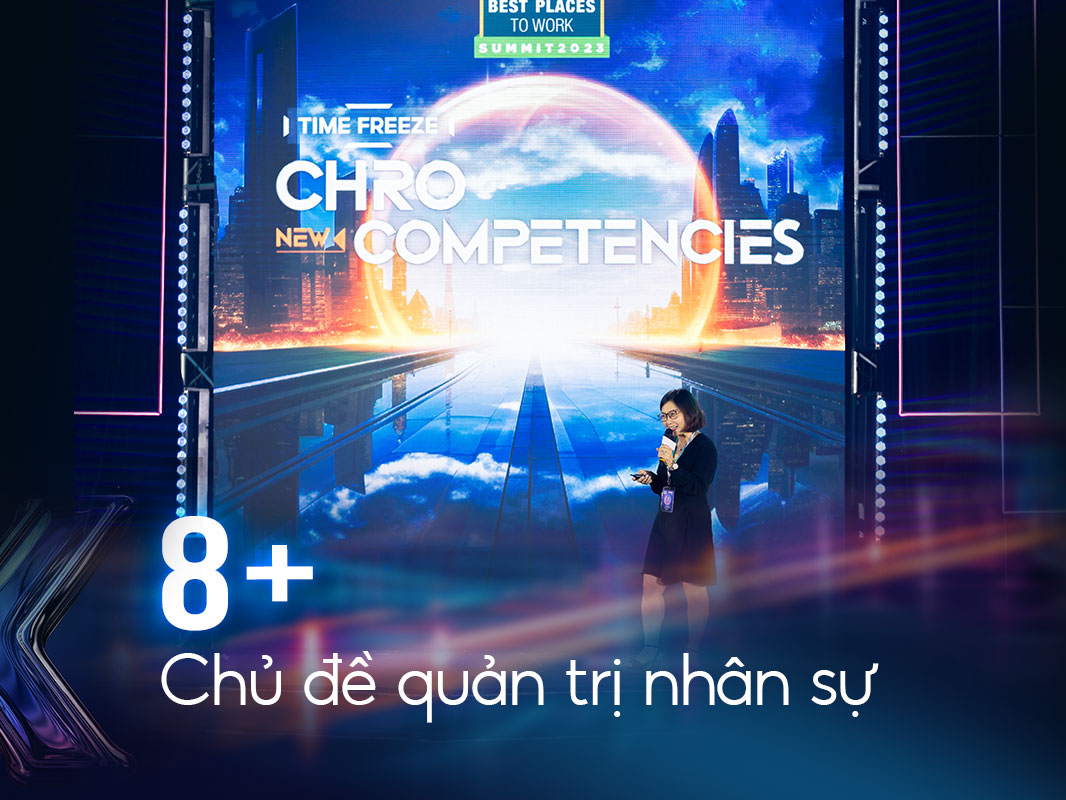 BEST PLACES
TO WORK
SUMMIT2023
TIME FREEZE
CHRO
NEW COMPETENCIES
8+
Chủ đề quản trị nhân sự